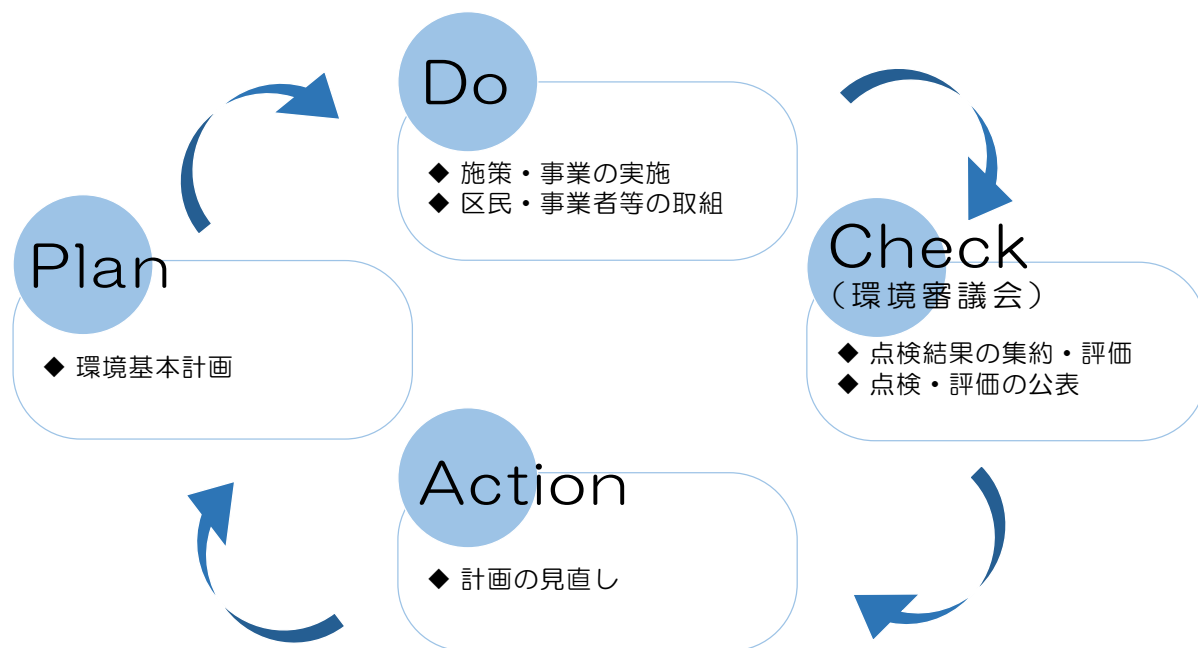 Plan
◆ 環境基本計画
Do
◆ 施策・事業の実施
◆ 区民・事業者等の取組
Check
（環境審議会）
◆ 点検結果の集約・評価
◆ 点検・評価の公表
Action
◆ 計画の見直し